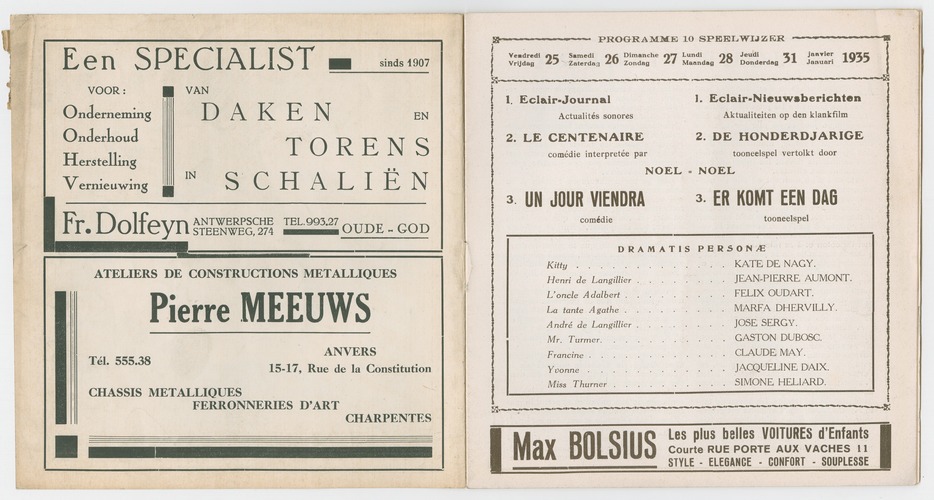 Een SPECIALIST sinds 1907
VOOR : VAN
Onderneming DAKEN EN
Onderhoud TORENS
Herstelling
Vernieuwing IN SCHALIËN
Fr. Dolfeyn ANTWERPSCHE STEENWEG, 274 TEL. 993,27 OUDE - GOD
ATELIERS DE CONSTRUCTIONS METALLIQUES
Pierre MEEUWS
Tél. 555.38
ANVERS
15-17, Rue de la Constitution
CHASSIS METALLIQUES
FERRONNERIES D'ART
CHARPENTES
PROGRAMME 10 SPEELWIJZER
Vendredi Samedi Dimanche Lundi Jeudi janvier
Vrijdag 25 Zaterdag 26 Zondag 27 Maandag 28 Donderdag 31 Januari 1935
1. Eclair-Journal
Actualités sonores
2. LE CENTENAIRE
comédie interpretée par
1. Eclair-Nieuwsberichten
Aktualiteiten op den klankfilm
2. DE HONDERDJARIGE
tooneelspel vertolkt door
NOEL - NOEL
3. UN JOUR VIENDRA
comédie
3. ER KOMT EEN DAG
tooneelspel
DRAMATIS PERSONÆ
Kitty . . . . . . . . . . . . KATE DE NAGY.
Henri de Langillier . . . . . . . JEAN-PIERRE AUMONT.
L'oncle Adalbert . . . . . . . . FELIX OUDART.
La tante Agathe . . . . . . . . MARFA DHERVILLY.
André de Langillier . . . . . . . JOSE SERGY.
Mr. Turmer. . . . . . . . . . GASTON DUBOSC.
Francine . . . . . . . . . . . CLAUDE MAY.
Yvonne . . . . . . . . . . . JACQUELINE DAIX.
Miss Thurner . . . . . . . . . SIMONE HELIARD.
Max BOLSIUS
Les plus belles VOITURES d'Enfants
Courte RUE PORTE AUX VACHES 11
STYLE - ELEGANCE - CONFORT - SOUPLESSE